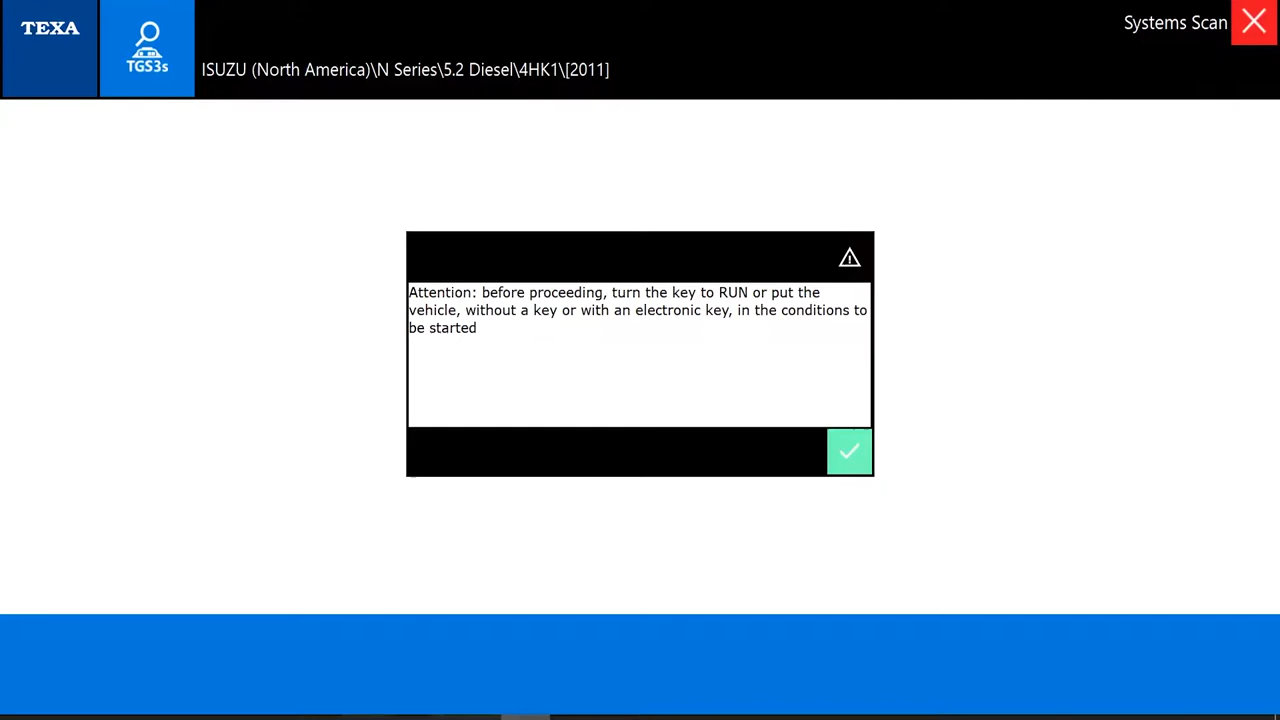 TEXA
TGS3s
Systems Scan
ISUZU (North America)\N Series\5.2 Diesel\4HK1\[2011]
Attention: before proceeding, turn the key to RUN or put the
vehicle, without a key or with an electronic key, in the conditions to
be started